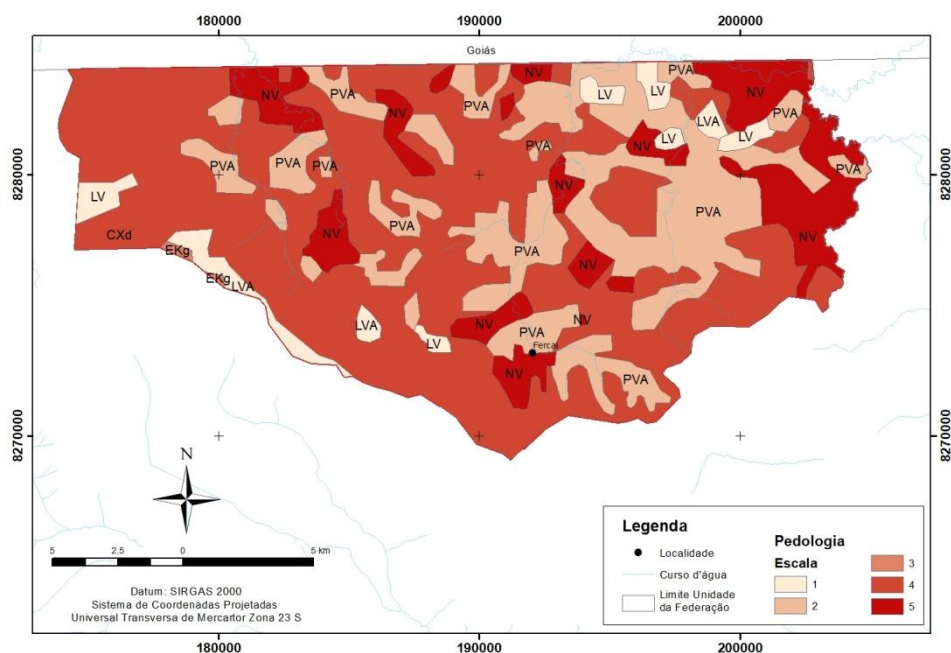 180000 190000 200000
Goiás
NV PVA NV PVA NV LV LV PVA NV
LVA LV PVA
PVA PVA PVA PVA NV LV
8280000 PVA 8280000
LV NV
PVA PVA
CXd NV PVA NV
EKg NV
EKg LVA
LVA LV NV PVA NV
Fercal
NV PVA
8270000 8270000
N
5 2,5 0 5 km
Datum: SIRGAS 2000
Sistema de Coordenadas Projetadas
Universal Transversa de Mercartor Zona 23 S
Legenda
Localidade
Curso d'água
Limite Unidade
da Federação
Pedologia
Escala
1
2
3
4
5
180000 190000 200000